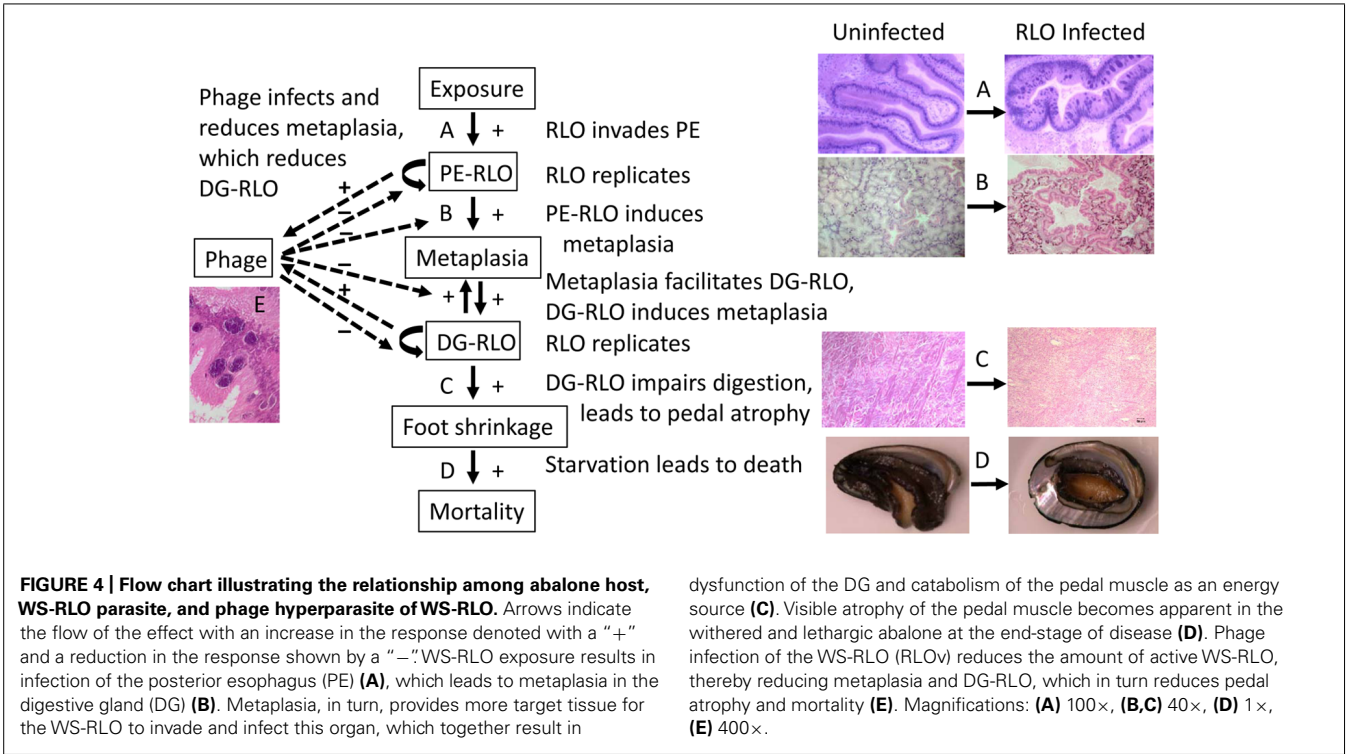 Uninfected
RLO Infected
Phage infects and
reduces metaplasia,
which reduces
DG-RLO
Exposure
A +
RLO invades PE
PE-RLO
RLO replicates
+
−
B +
PE-RLO induces
metaplasia
−
Phage
Metaplasia
−
+ +
Metaplasia facilitates DG-RLO,
DG-RLO induces metaplasia
+
−
DG-RLO
RLO replicates
E
C +
DG-RLO impairs digestion,
leads to pedal atrophy
Foot shrinkage
D +
Starvation leads to death
Mortality
A
B
C
D
FIGURE 4 | Flow chart illustrating the relationship among abalone host,
WS-RLO parasite, and phage hyperparasite of WS-RLO. Arrows indicate
the flow of the effect with an increase in the response denoted with a “+”
and a reduction in the response shown by a “−”. WS-RLO exposure results in
infection of the posterior esophagus (PE) (A), which leads to metaplasia in the
digestive gland (DG) (B). Metaplasia, in turn, provides more target tissue for
the WS-RLO to invade and infect this organ, which together result in
dysfunction of the DG and catabolism of the pedal muscle as an energy
source (C). Visible atrophy of the pedal muscle becomes apparent in the
withered and lethargic abalone at the end-stage of disease (D). Phage
infection of the WS-RLO (RLOv) reduces the amount of active WS-RLO,
thereby reducing metaplasia and DG-RLO, which in turn reduces pedal
atrophy and mortality (E). Magnifications: (A) 100×, (B,C) 40×, (D) 1×,
(E) 400×.